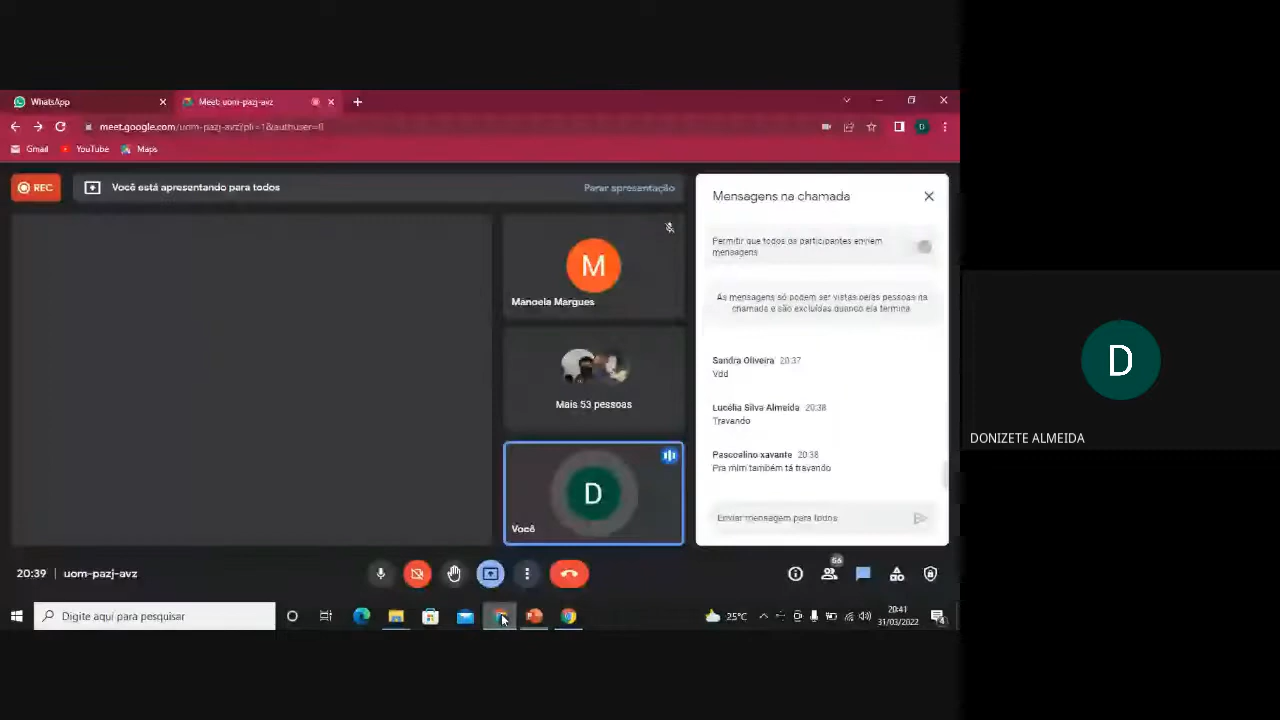 WhatsApp
Meet: uom-pazj-avz
meet.google.com/uom-pazj-avz?pli=1&authuser=0
Gmail
YouTube
Maps
REC
Você está apresentando para todos
Parar apresentação
M
Manoela Margues
Mais 53 pessoas
D
Você
Mensagens na chamada
Permitir que todos os participantes enviem
mensagens
As mensagens só podem ser vistas pelas pessoas na
chamada e são excluídas quando ela termina
Sandra Oliveira 20:37
Vdd
Lucélia Silva Almeida 20:38
Travando
Pascoalino xavante 20:38
Pra mim também tá travando
Enviar mensagem para todos
20:39 | uom-pazj-avz
56
Digite aqui para pesquisar
25°C
20:41
31/03/2022
4
D
DONIZETE ALMEIDA